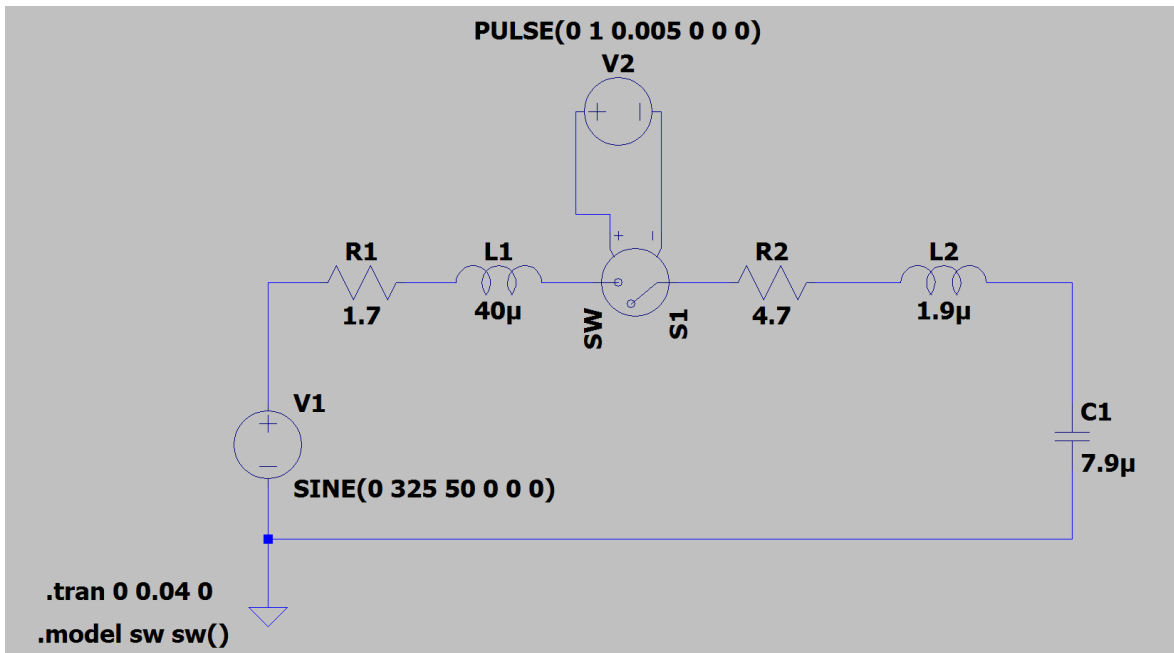 PULSE(0 1 0.005 0 0 0)
V2
+ −
+ −
R1 L1 R2 L2
1.7 40µ SW S1 4.7 1.9µ
V1
+
−
C1
7.9µ
SINE(0 325 50 0 0 0)
.tran 0 0.04 0
.model sw sw()